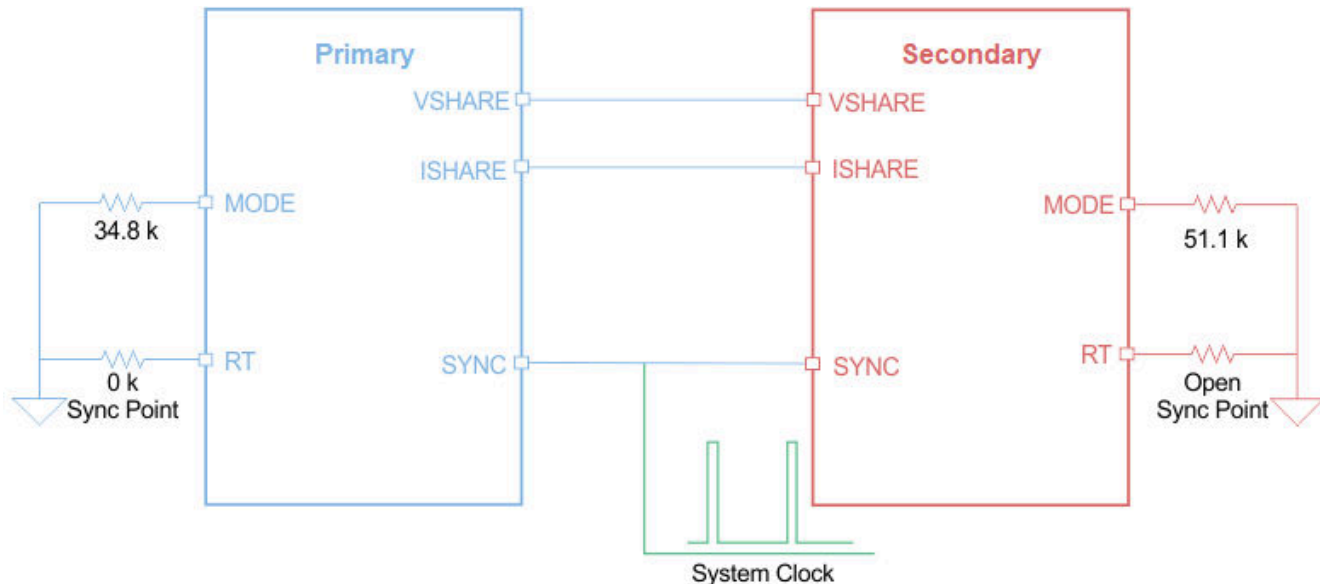 Primary
Secondary
VSHARE
VSHARE
ISHARE
ISHARE
MODE
MODE
34.8 k
51.1 k
RT
SYNC
SYNC
RT
0 k
Sync Point
Open
Sync Point
System Clock